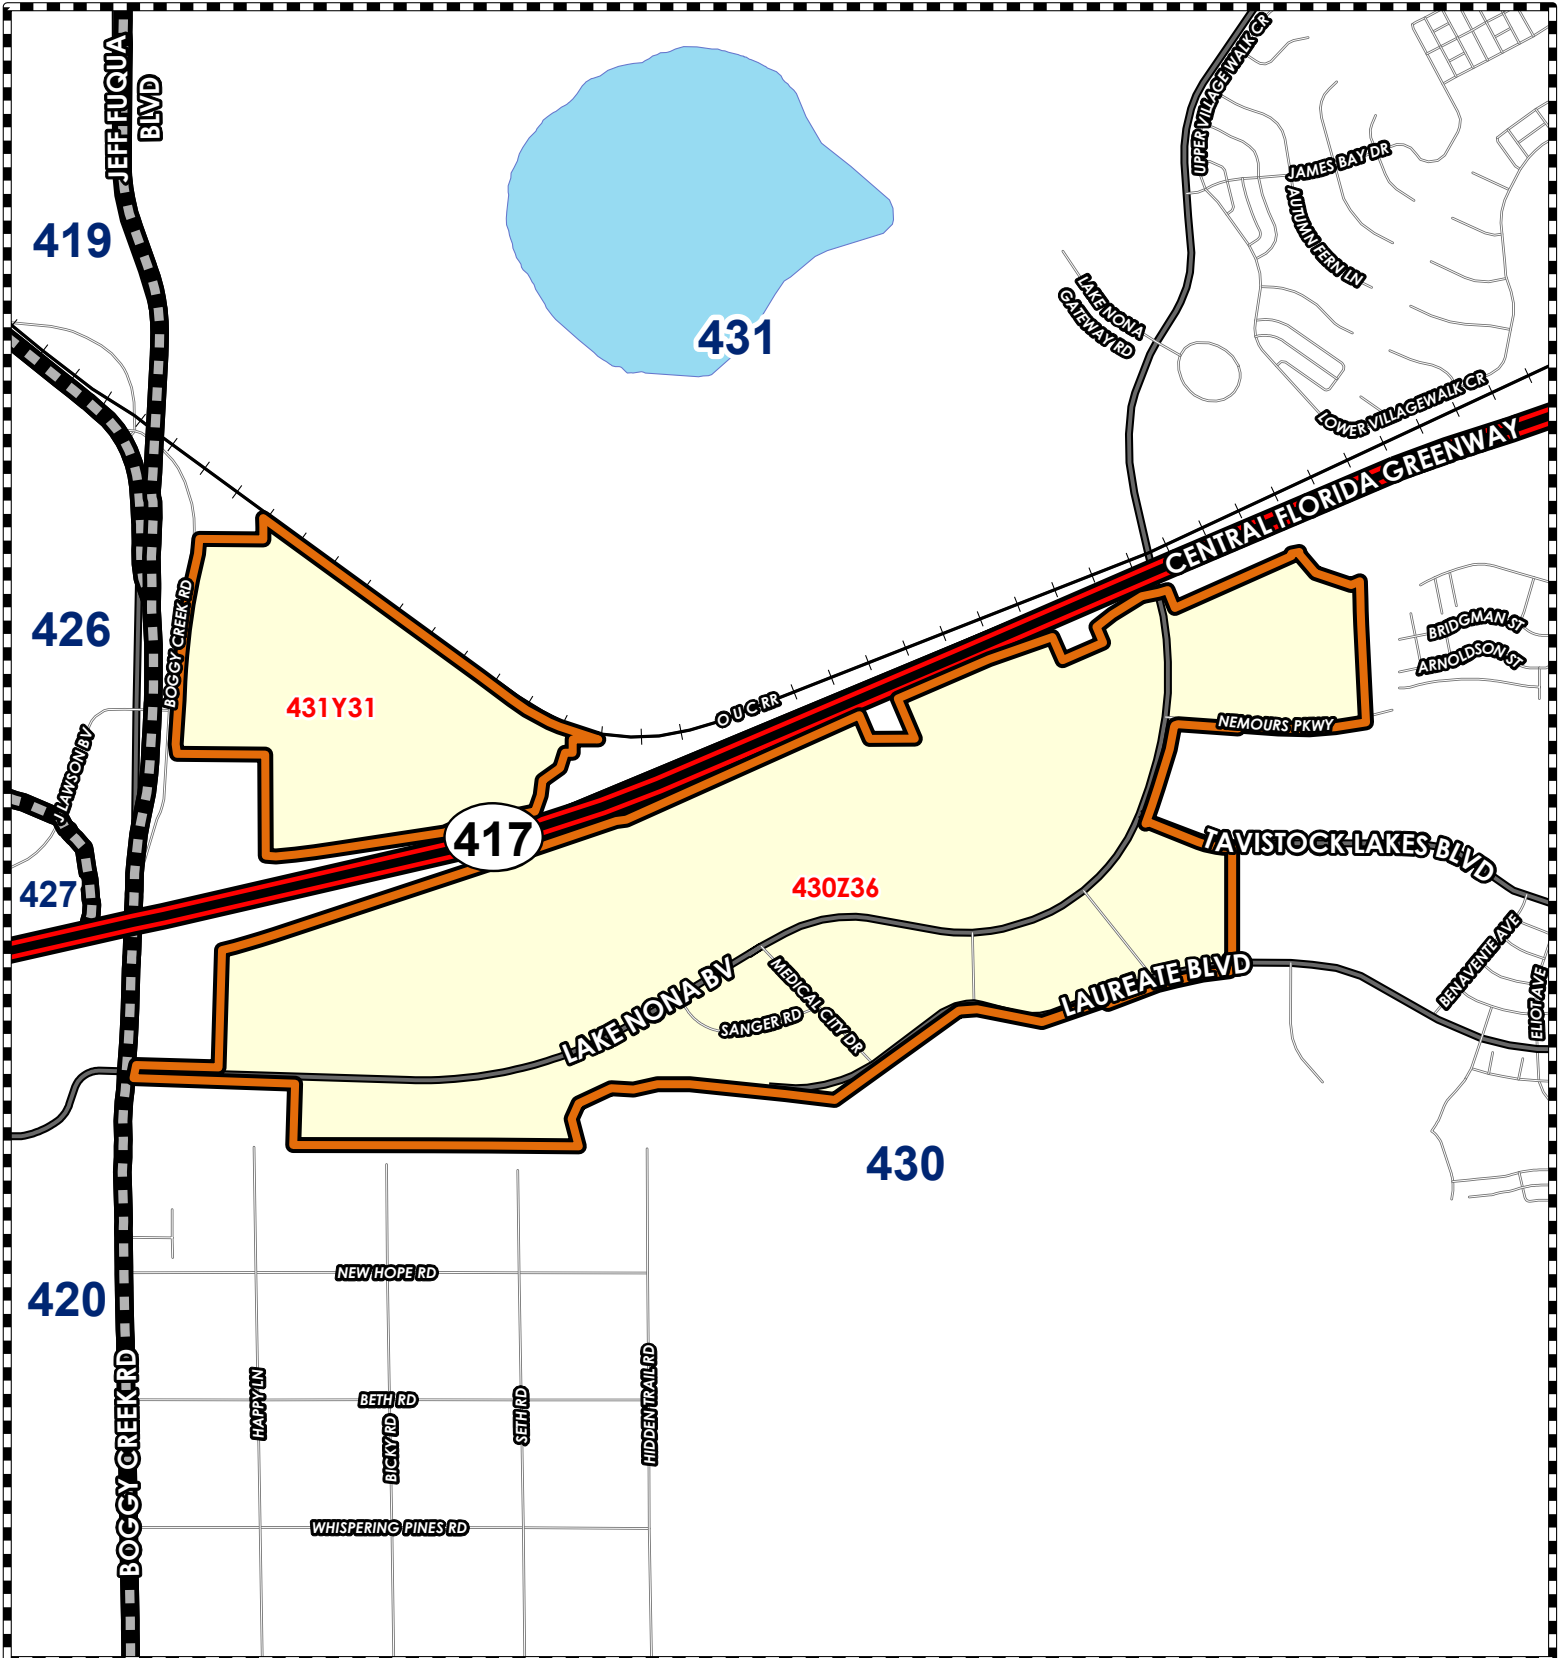 JEFF FUQUA
BLVD
UPPER VILLAGE WALK CR
JAMES BAY DR
AUTUMN FERN LN
419
LAKE NONA
GATEWAY RD
431
LOWER VILLAGEWALK CR
CENTRAL FLORIDA GREENWAY
426
BOGGY CREEK RD
BRIDGMAN ST
ARNOLDSON ST
431Y31
O U C RR
NEMOURS PKWY
J LAWSON BV
417
TAVISTOCK LAKES BLVD
427
430Z36
BENAVENTE AVE
ELIOT AVE
LAUREATE BLVD
LAKE NONA BV
MEDICAL CITY DR
SANGER RD
430
NEW HOPE RD
420
BOGGY CREEK RD
HAPPY LN
BETH RD
BICKY RD
SETH RD
HIDDEN TRAIL RD
WHISPERING PINES RD